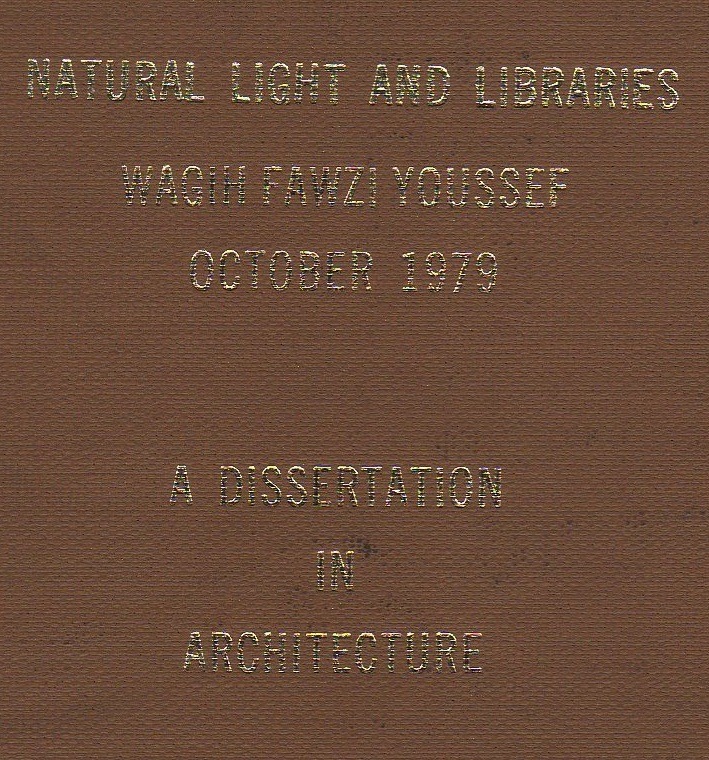 NATURAL LIGHT AND LIBRARIES
WAGIH FAWZI YOUSSEF
OCTOBER 1979
A DISSERTATION
IN
ARCHITECTURE